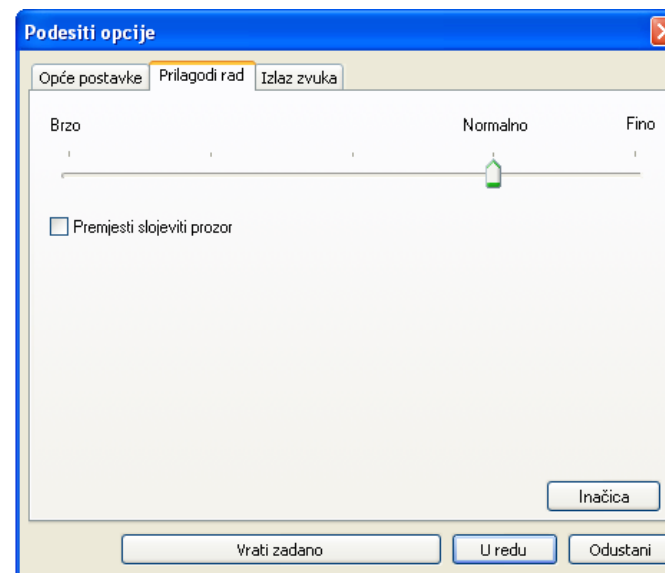 Podesiti opcije
Opće postavke Prilagodi rad Izlaz zvuka
Brzo Normalno Fino
Premjesti slojeviti prozor
Inačica
Vrati zadano U redu Odustani